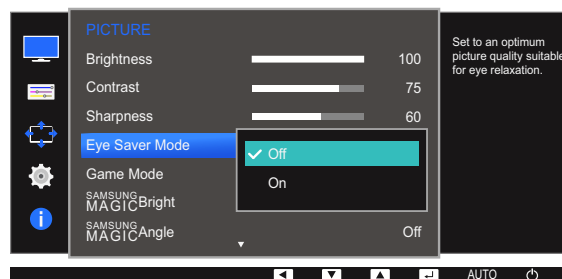 PICTURE
Brightness 100
Contrast 75
Sharpness 60
Eye Saver Mode
Off
Game Mode
On
SAMSUNG
MAGICBright
SAMSUNG
MAGICAngle Off
Set to an optimum
picture quality suitable
for eye relaxation.
AUTO